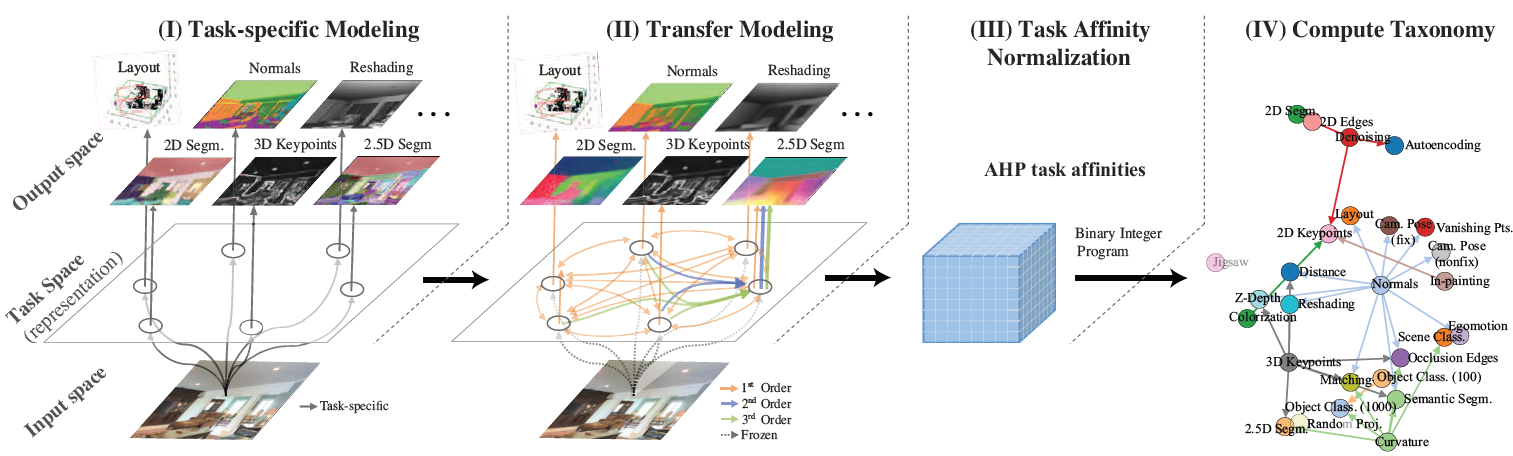 (I) Task-specific Modeling
(II) Transfer Modeling
(III) Task Affinity
Normalization
(IV) Compute Taxonomy
Output space
Task Space
(representation)
Input space
Layout
Normals
Reshading
...
2D Segm.
3D Keypoints
2.5D Segm
Task-specific
Layout
Normals
Reshading
...
2D Segm.
3D Keypoints
2.5D Segm.
1st Order
2nd Order
3rd Order
Frozen
AHP task affinities
Binary Integer
Program
2D Segm.
2D Edges
Denoising
Autoencoding
Layout
Cam. Pose
(fix)
Vanishing Pts.
2D Keypoints
Cam. Pose
(nonfix)
Jigsaw
Distance
Normals
In-painting
Z-Depth
Reshading
Colorization
Egomotion
Scene Class.
3D Keypoints
Occlusion Edges
Matching
Object Class. (100)
Semantic Segm.
Object Class. (1000)
Random Proj.
2.5D Segm.
Curvature